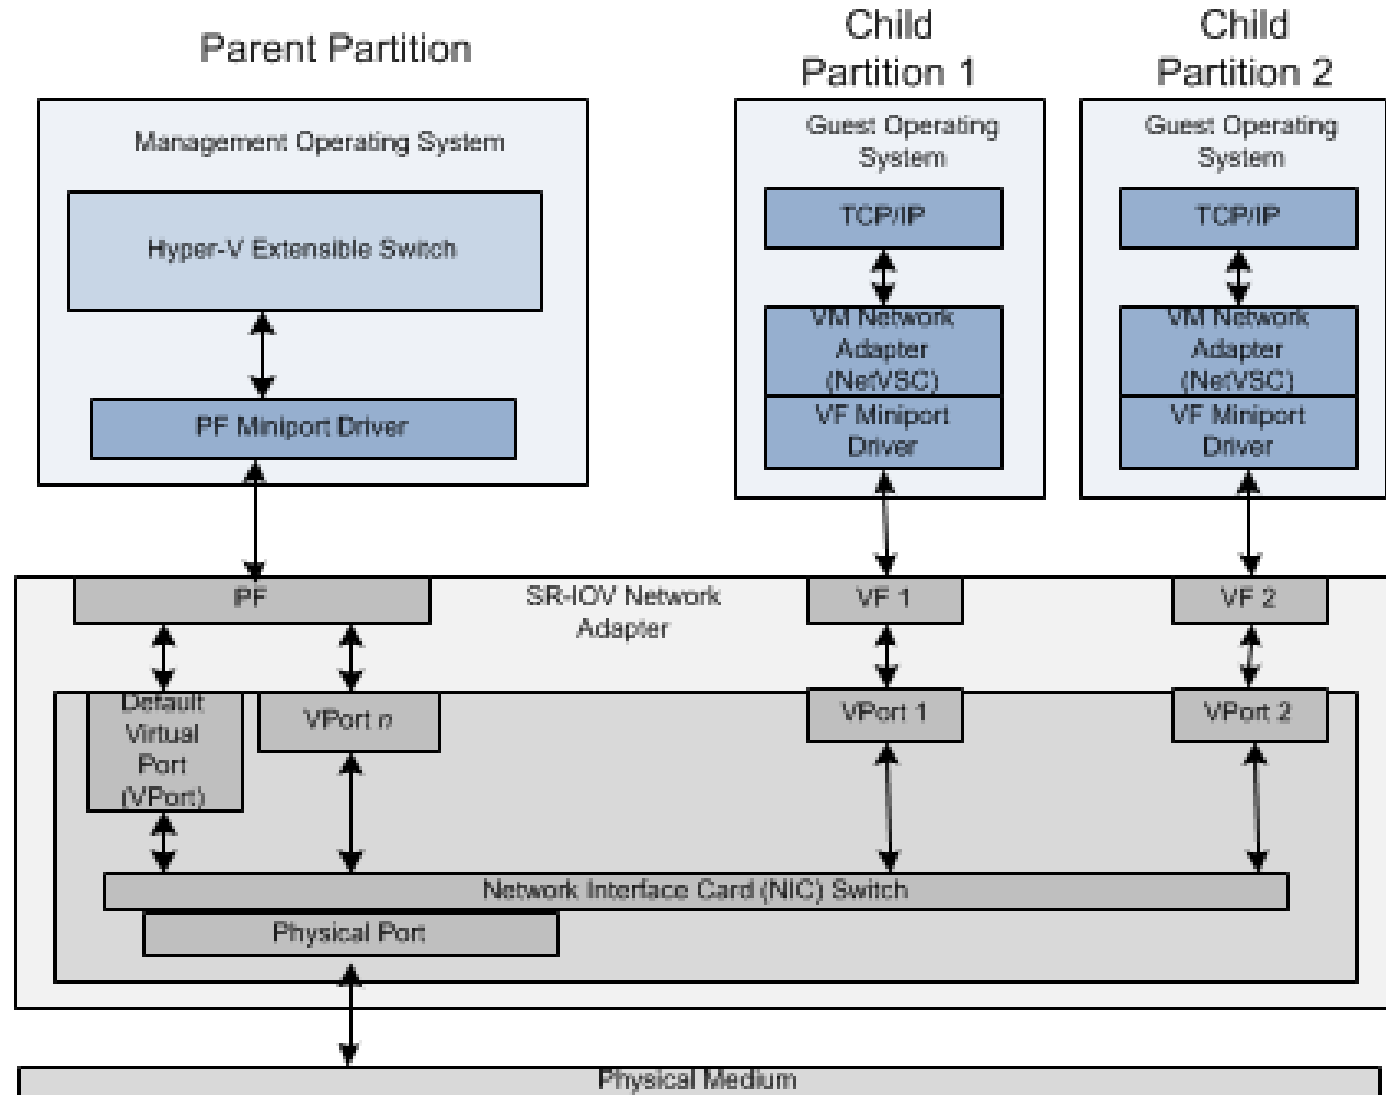 Parent Partition
Child
Partition 1
Child
Partition 2
Management Operating System
Hyper-V Extensible Switch
PF Miniport Driver
Guest Operating
System
TCP/IP
VM Network
Adapter
(NetVSC)
VF Miniport
Driver
Guest Operating
System
TCP/IP
VM Network
Adapter
(NetVSC)
VF Miniport
Driver
PF
SR-IOV Network
Adapter
VF 1
VF 2
Default
Virtual
Port
(VPort)
VPort n
VPort 1
VPort 2
Network Interface Card (NIC) Switch
Physical Port
Physical Medium